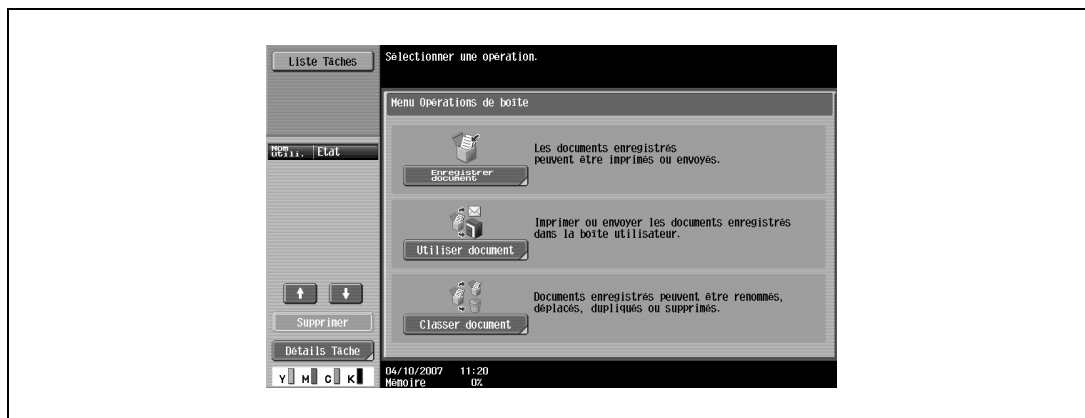 Liste Tâches
Sélectionner une opération.
Menu Opérations de boîte
Nom
utili.
Etat
Les documents enregistrés
peuvent être imprimés ou envoyés.
Enregistrer
document
Imprimer ou envoyer les documents enregistrés
dans la boîte utilisateur.
Utiliser document
Documents enregistrés peuvent être renommés,
déplacés, dupliqués ou supprimés.
Classer document
Supprimer
Détails Tâche
Y M C K
04/10/2007 11:20
Mémoire 0%